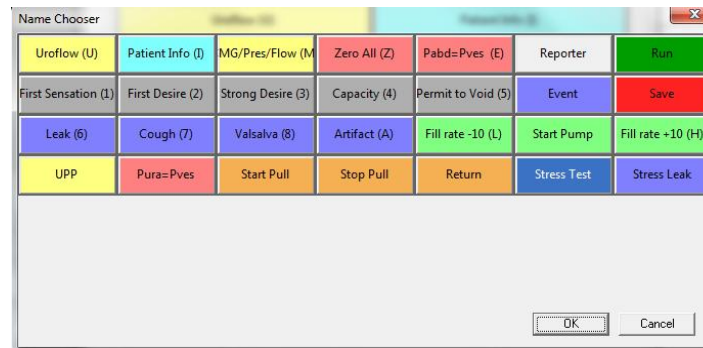 Name Chooser
Uroflow (U) Patient Info (I) MG/Pres/Flow (M Zero All (Z) Pabd=Pves (E) Reporter Run
First Sensation (1) First Desire (2) Strong Desire (3) Capacity (4) Permit to Void (5) Event Save
Leak (6) Cough (7) Valsalva (8) Artifact (A) Fill rate -10 (L) Start Pump Fill rate +10 (H)
UPP Pura=Pves Start Pull Stop Pull Return Stress Test Stress Leak
OK Cancel